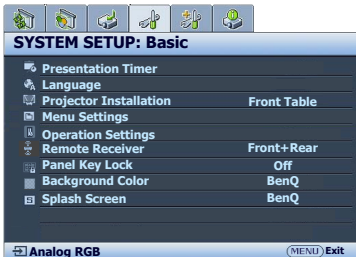 SYSTEM SETUP: Basic
Presentation Timer
Language
Projector Installation Front Table
Menu Settings
Operation Settings
Remote Receiver Front+Rear
Panel Key Lock Off
Background Color BenQ
Splash Screen BenQ
Analog RGB MENU Exit